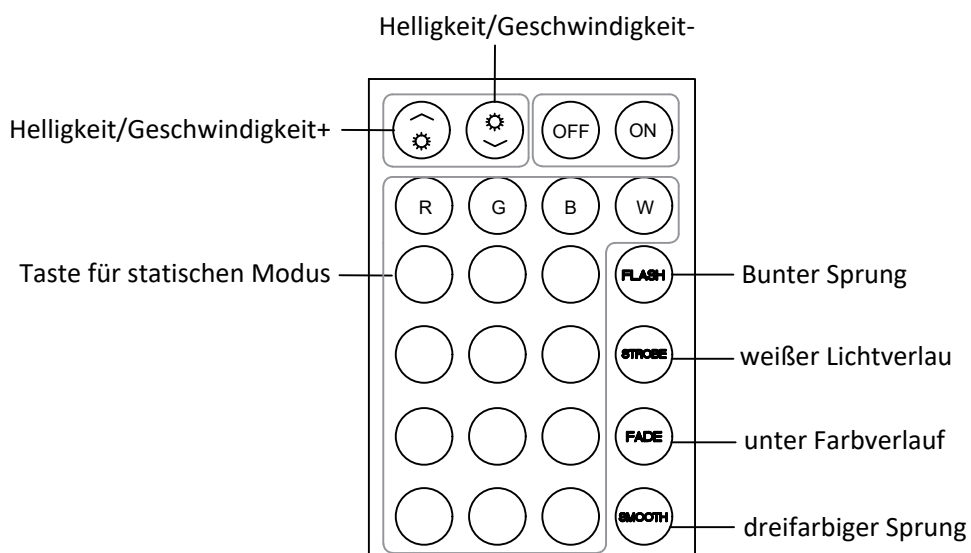 Helligkeit/Geschwindigkeit-
Helligkeit/Geschwindigkeit+
OFF ON
R G B W
Taste für statischen Modus
FLASH Bunter Sprung
STROBE weißer Lichtverlau
FADE unter Farbverlauf
SMOOTH dreifarbiger Sprung